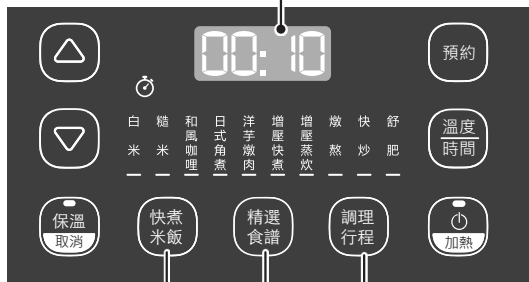 00:10
預約
白米
糙米
和風咖哩
日式角煮
洋芋燉肉
增壓快煮
增壓蒸炊
燉熬
快炒
舒肥
溫度
時間
保溫
取消
快煮
米飯
精選
食譜
調理
行程
加熱